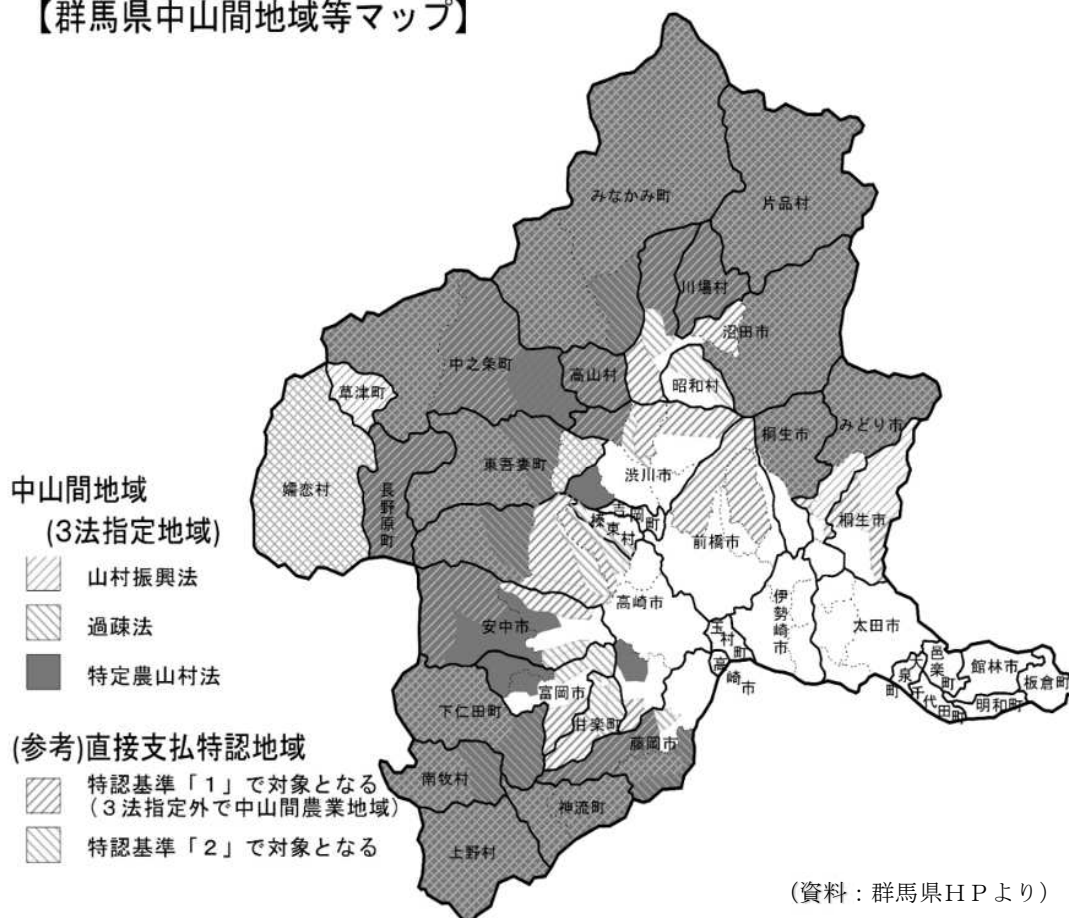 【群馬県中山間地域等マップ】
みなかみ町
片品村
川場村
沼田市
中之条町
高山村
昭和村
草津町
桐生市
みどり市
東吾妻町
渋川市
嬬恋村
長野原町
吉岡町
榛東村
桐生市
前橋市
中山間地域
(3法指定地域)
山村振興法
過疎法
特定農山村法
高崎市
伊勢崎市
安中市
玉村町
太田市
邑楽町
大泉町
館林市
板倉町
高崎市
千代田町
明和町
富岡市
下仁田町
甘楽町
藤岡市
(参考)直接支払特認地域
特認基準「1」で対象となる
(3法指定外で中山間農業地域)
特認基準「2」で対象となる
南牧村
神流町
上野村
(資料:群馬県HPより)